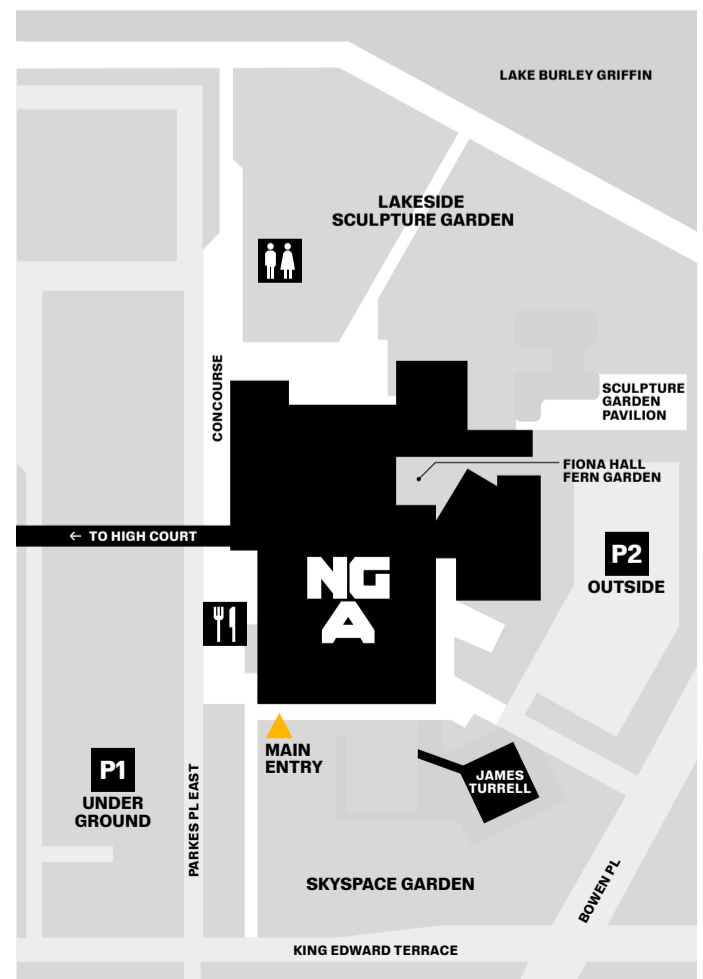 LAKE BURLEY GRIFFIN
LAKESIDE
SCULPTURE GARDEN
CONCOURSE
SCULPTURE
GARDEN
PAVILION
FIONA HALL
FERN GARDEN
← TO HIGH COURT
P2
OUTSIDE
NG
A
MAIN
ENTRY
P1
UNDER
GROUND
PARKES PL EAST
JAMES
TURRELL
SKYSPACE GARDEN
BOWEN PL
KING EDWARD TERRACE